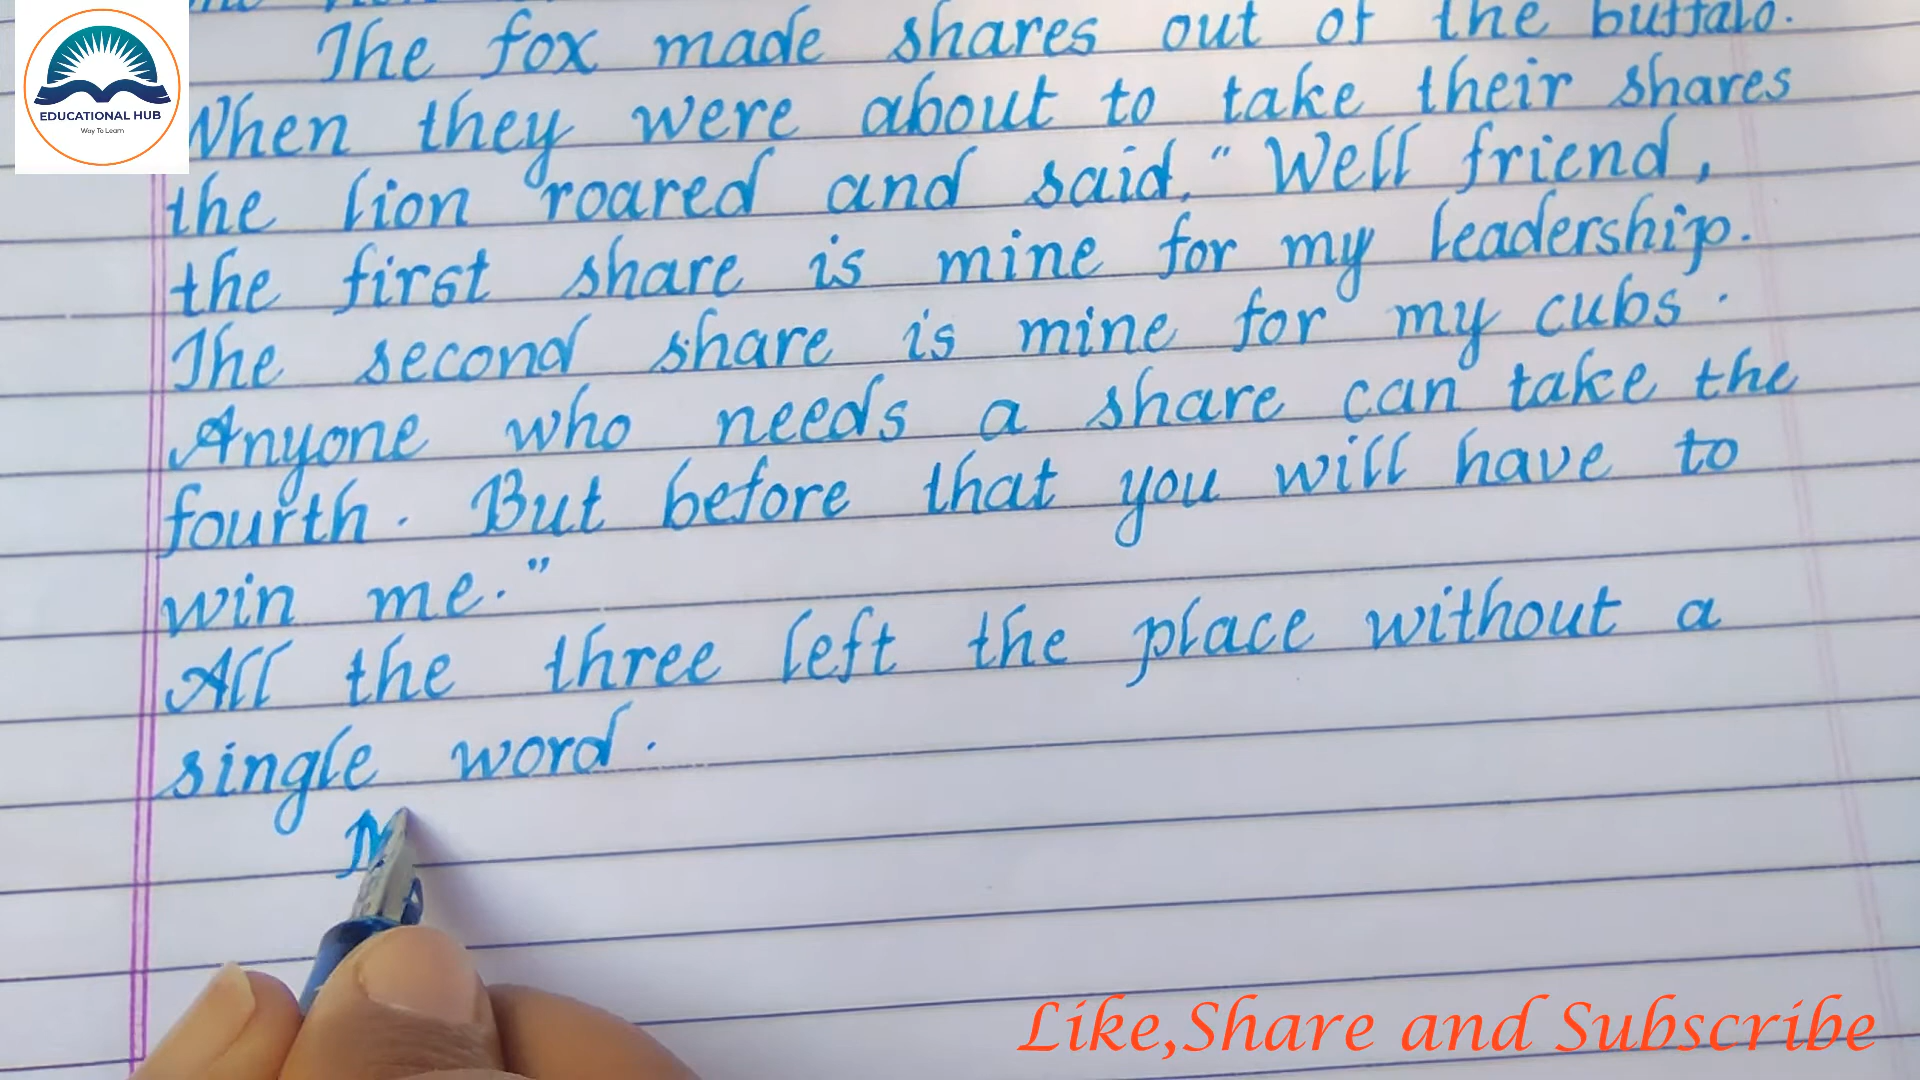 EDUCATIONAL HUB
Way To Learn
The fox made shares out of the buffalo.
When they were about to take their shares
the lion roared and said. "Well friend,
the first share is mine for my leadership.
The second share is mine for my cubs.
Anyone who needs a share can take the
fourth. But before that you will have to
win me."
All the three left the place without a
single word.
M
Like,Share and Subscribe